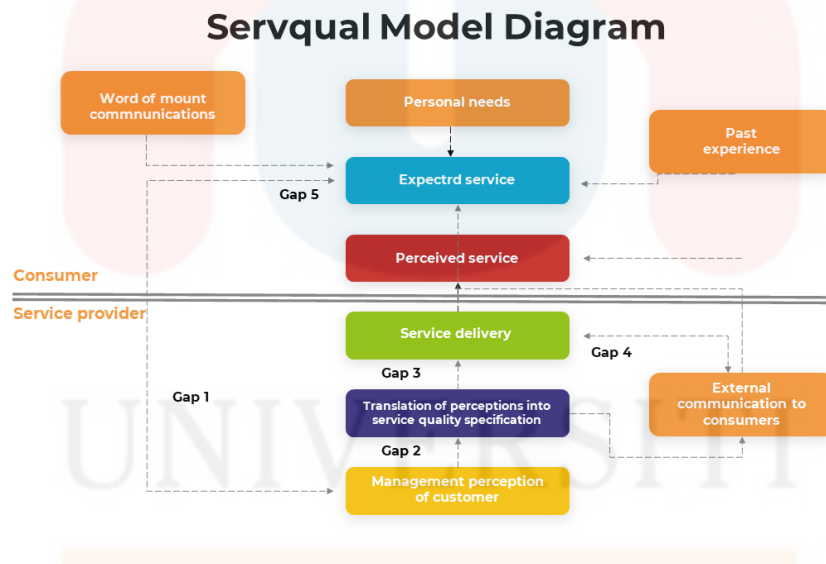 Servqual Model Diagram
Word of mount
commnunications
Personal needs
Past
experience
Expectrd service
Gap 5
Perceived service
Consumer
Service provider
Service delivery
Gap 4
Gap 3
Gap 1
Translation of perceptions into
service quality specification
External
communication to
consumers
Gap 2
Management perception
of customer
UNIVERSITI